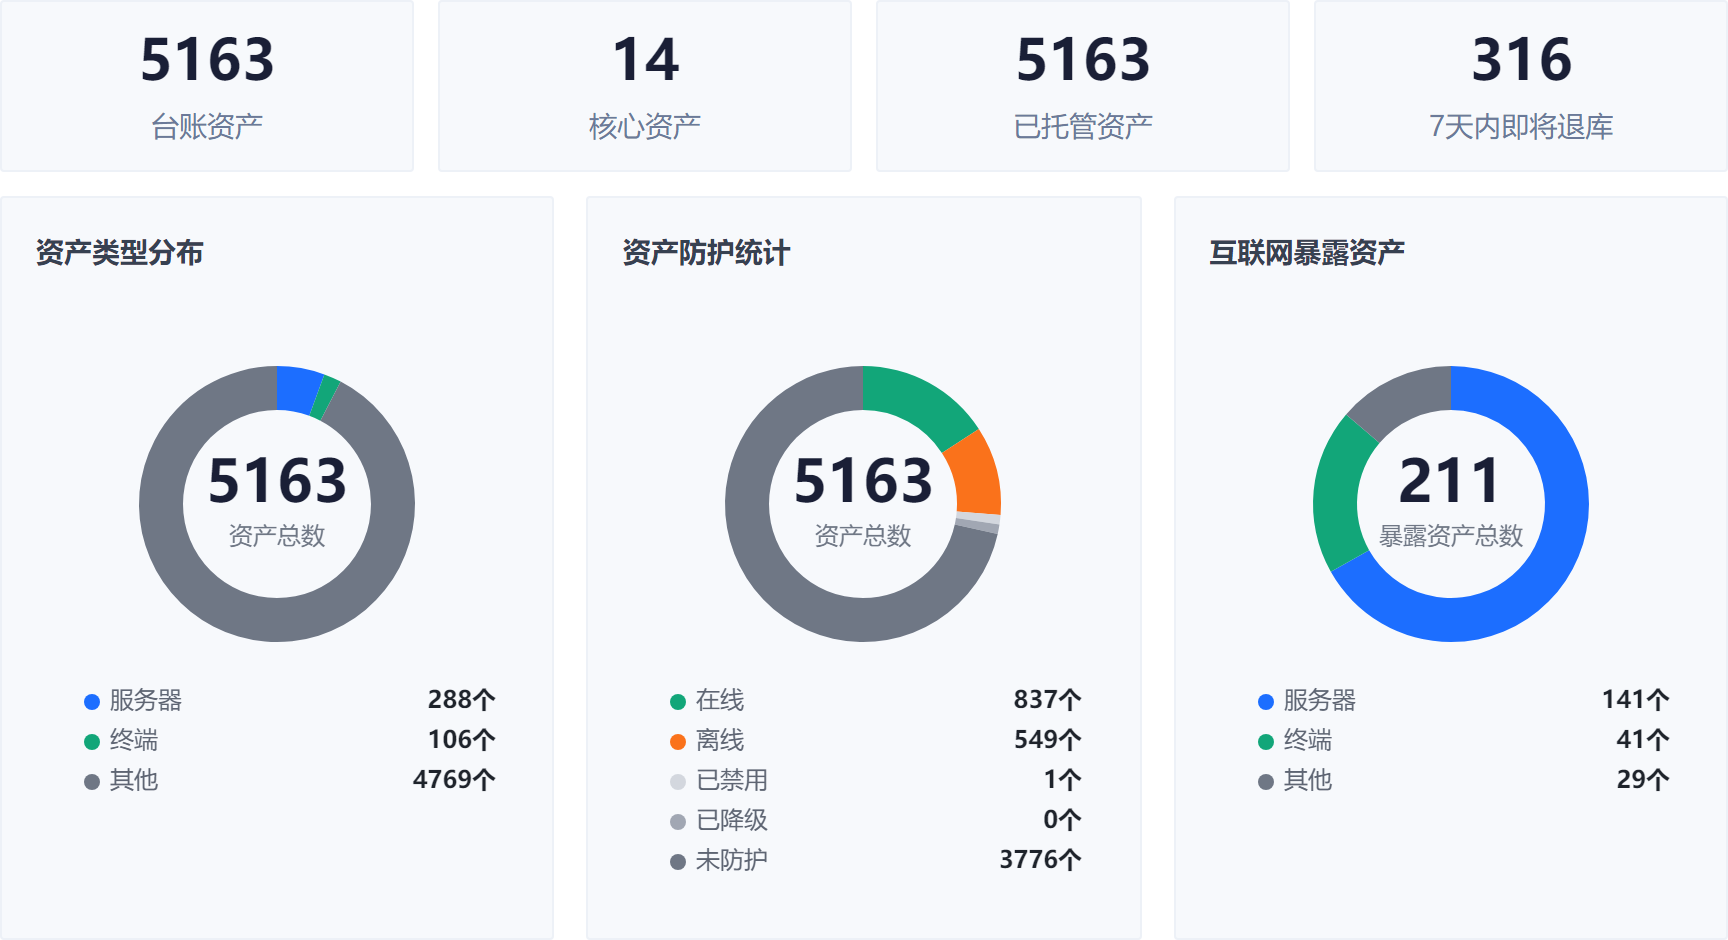 5163
台账资产
14
核心资产
5163
已托管资产
316
7天内即将退库
资产类型分布
5163
资产总数
服务器 288个
终端 106个
其他 4769个
资产防护统计
5163
资产总数
在线 837个
离线 549个
已禁用 1个
已降级 0个
未防护 3776个
互联网暴露资产
211
暴露资产总数
服务器 141个
终端 41个
其他 29个